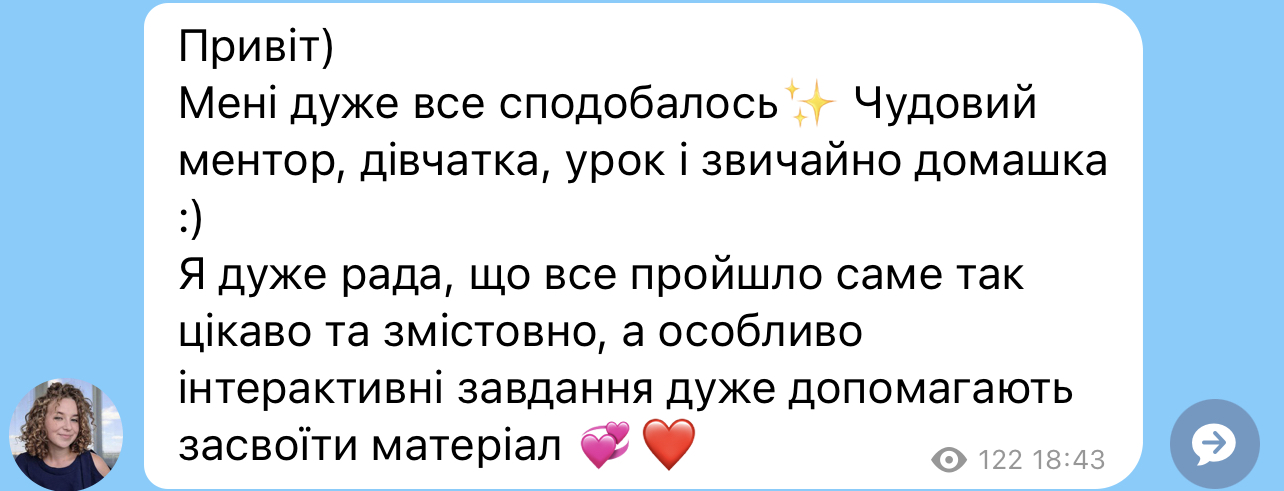 Привіт)
Мені дуже все сподобалось✨ Чудовий
ментор, дівчатка, урок і звичайно домашка
:)
Я дуже рада, що все пройшло саме так
цікаво та змістовно, а особливо
інтерактивні завдання дуже допомагають
засвоїти матеріал 💞❤️
122 18:43